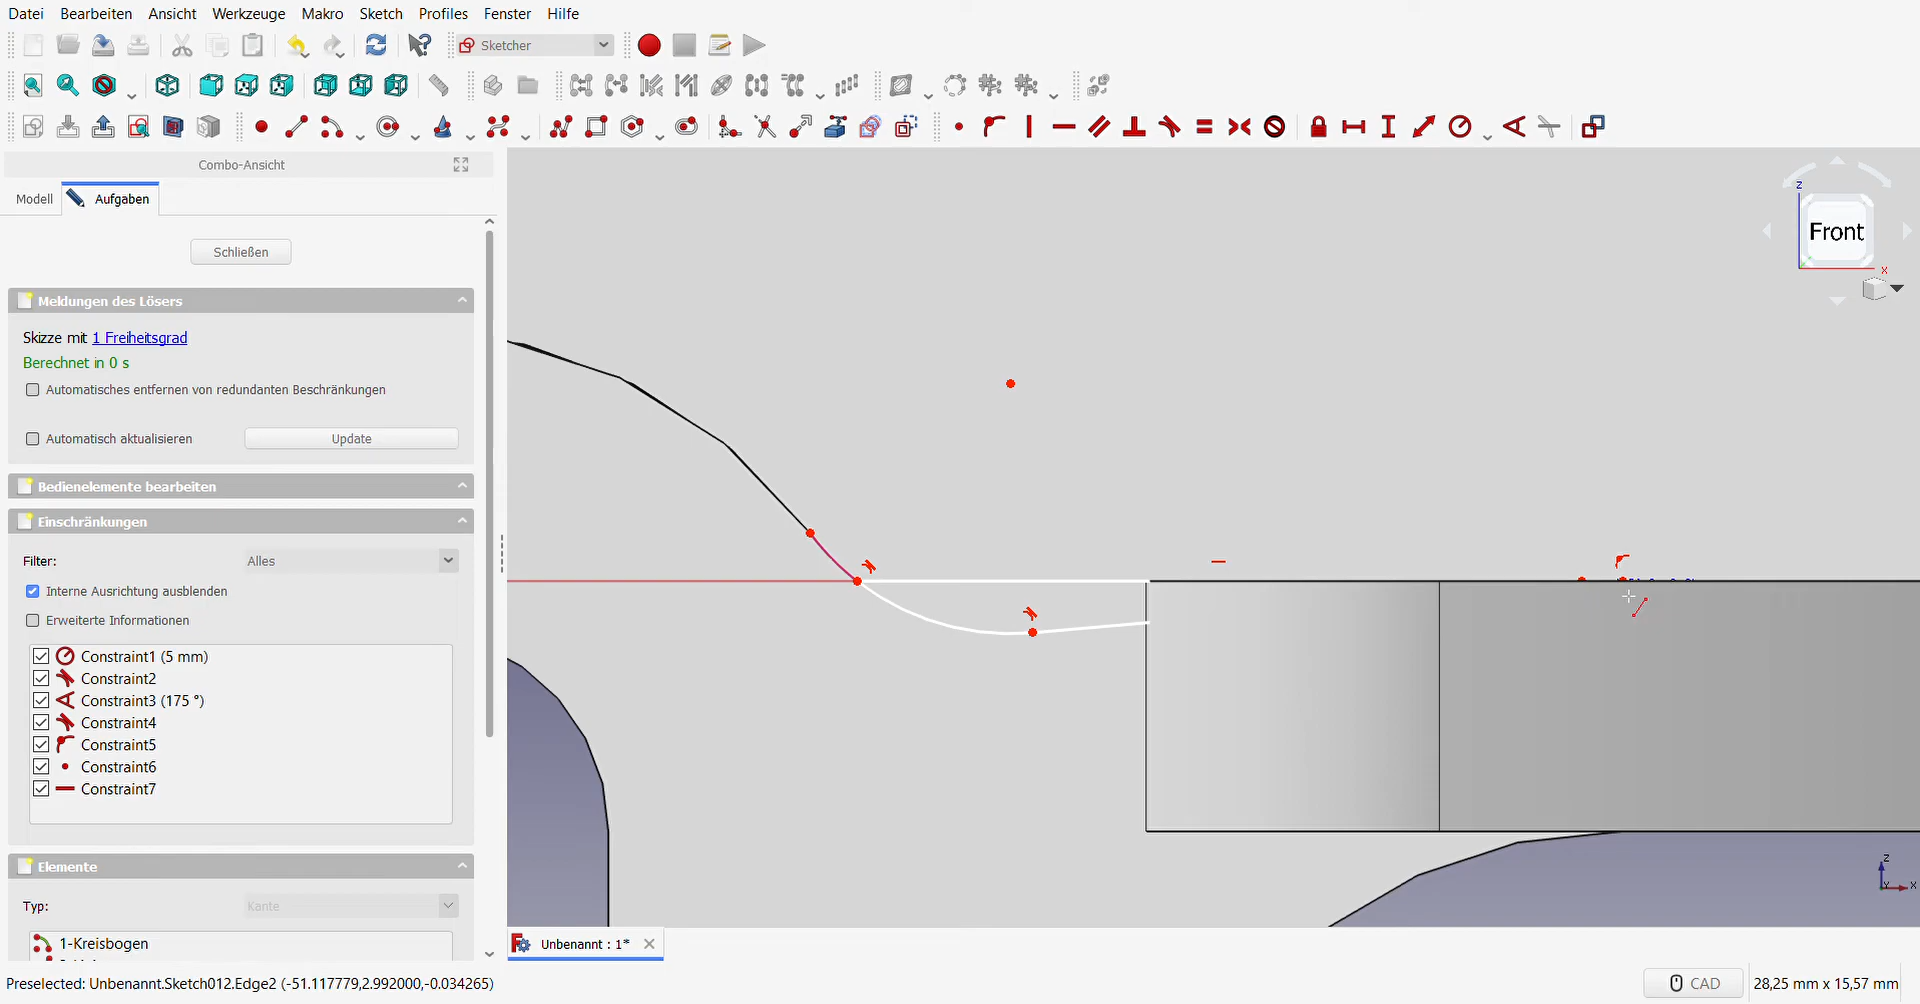 Datei Bearbeiten Ansicht Werkzeuge Makro Sketch Profiles Fenster Hilfe
Sketcher
Combo-Ansicht
Modell Aufgaben
Schließen
Meldungen des Lösers
Skizze mit 1 Freiheitsgrad
Berechnet in 0 s
Automatisches entfernen von redundanten Beschränkungen
Automatisch aktualisieren Update
Bedienelemente bearbeiten
Einschränkungen
Filter: Alles
Interne Ausrichtung ausblenden
Erweiterte Informationen
Constraint1 (5 mm)
Constraint2
Constraint3 (175 °)
Constraint4
Constraint5
Constraint6
Constraint7
Elemente
Typ: Kante
1-Kreisbogen
Front
z
x
z
x
Unbenannt : 1*
Preselected: Unbenannt.Sketch012.Edge2 (-51.117779,2.992000,-0.034265)
CAD 28,25 mm x 15,57 mm